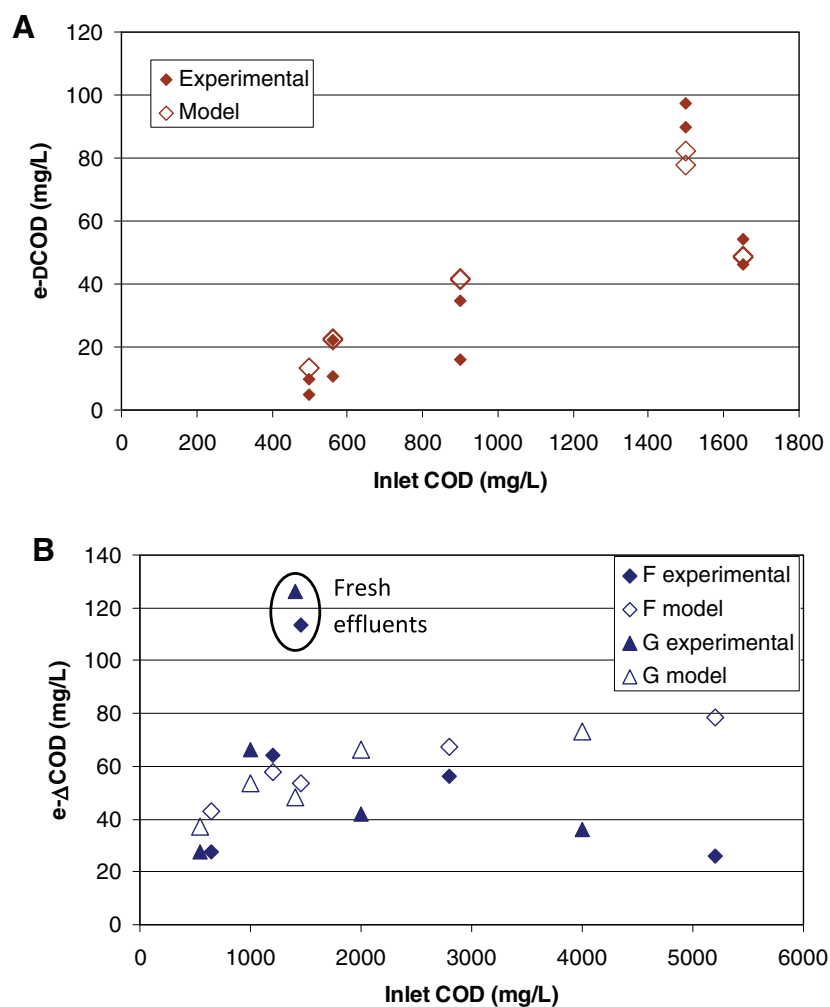 A
120
100
80
60
40
20
0
e-DCOD (mg/L)
Experimental
Model
0 200 400 600 800 1000 1200 1400 1600 1800
Inlet COD (mg/L)
B
140
120
100
80
60
40
20
0
e-ΔCOD (mg/L)
Fresh
effluents
F experimental
F model
G experimental
G model
0 1000 2000 3000 4000 5000 6000
Inlet COD (mg/L)